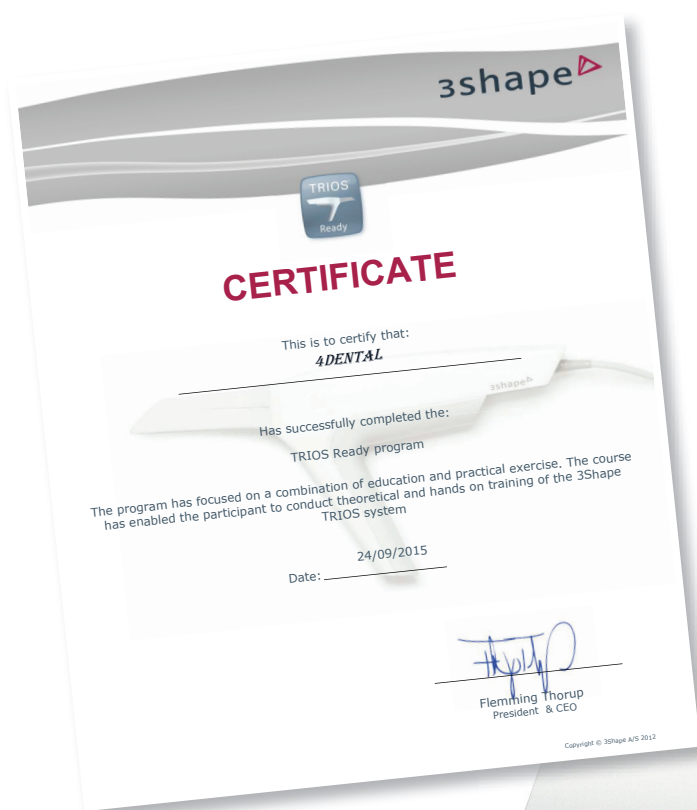 3shape
TRIOS
Ready
CERTIFICATE
This is to certify that:
4DENTAL
3shape
Has successfully completed the:
TRIOS Ready program
The program has focused on a combination of education and practical exercise. The course
has enabled the participant to conduct theoretical and hands on training of the 3Shape
TRIOS system
24/09/2015
Date:
Flemming Thorup
President & CEO
Copyright © 3Shape A/S 2012